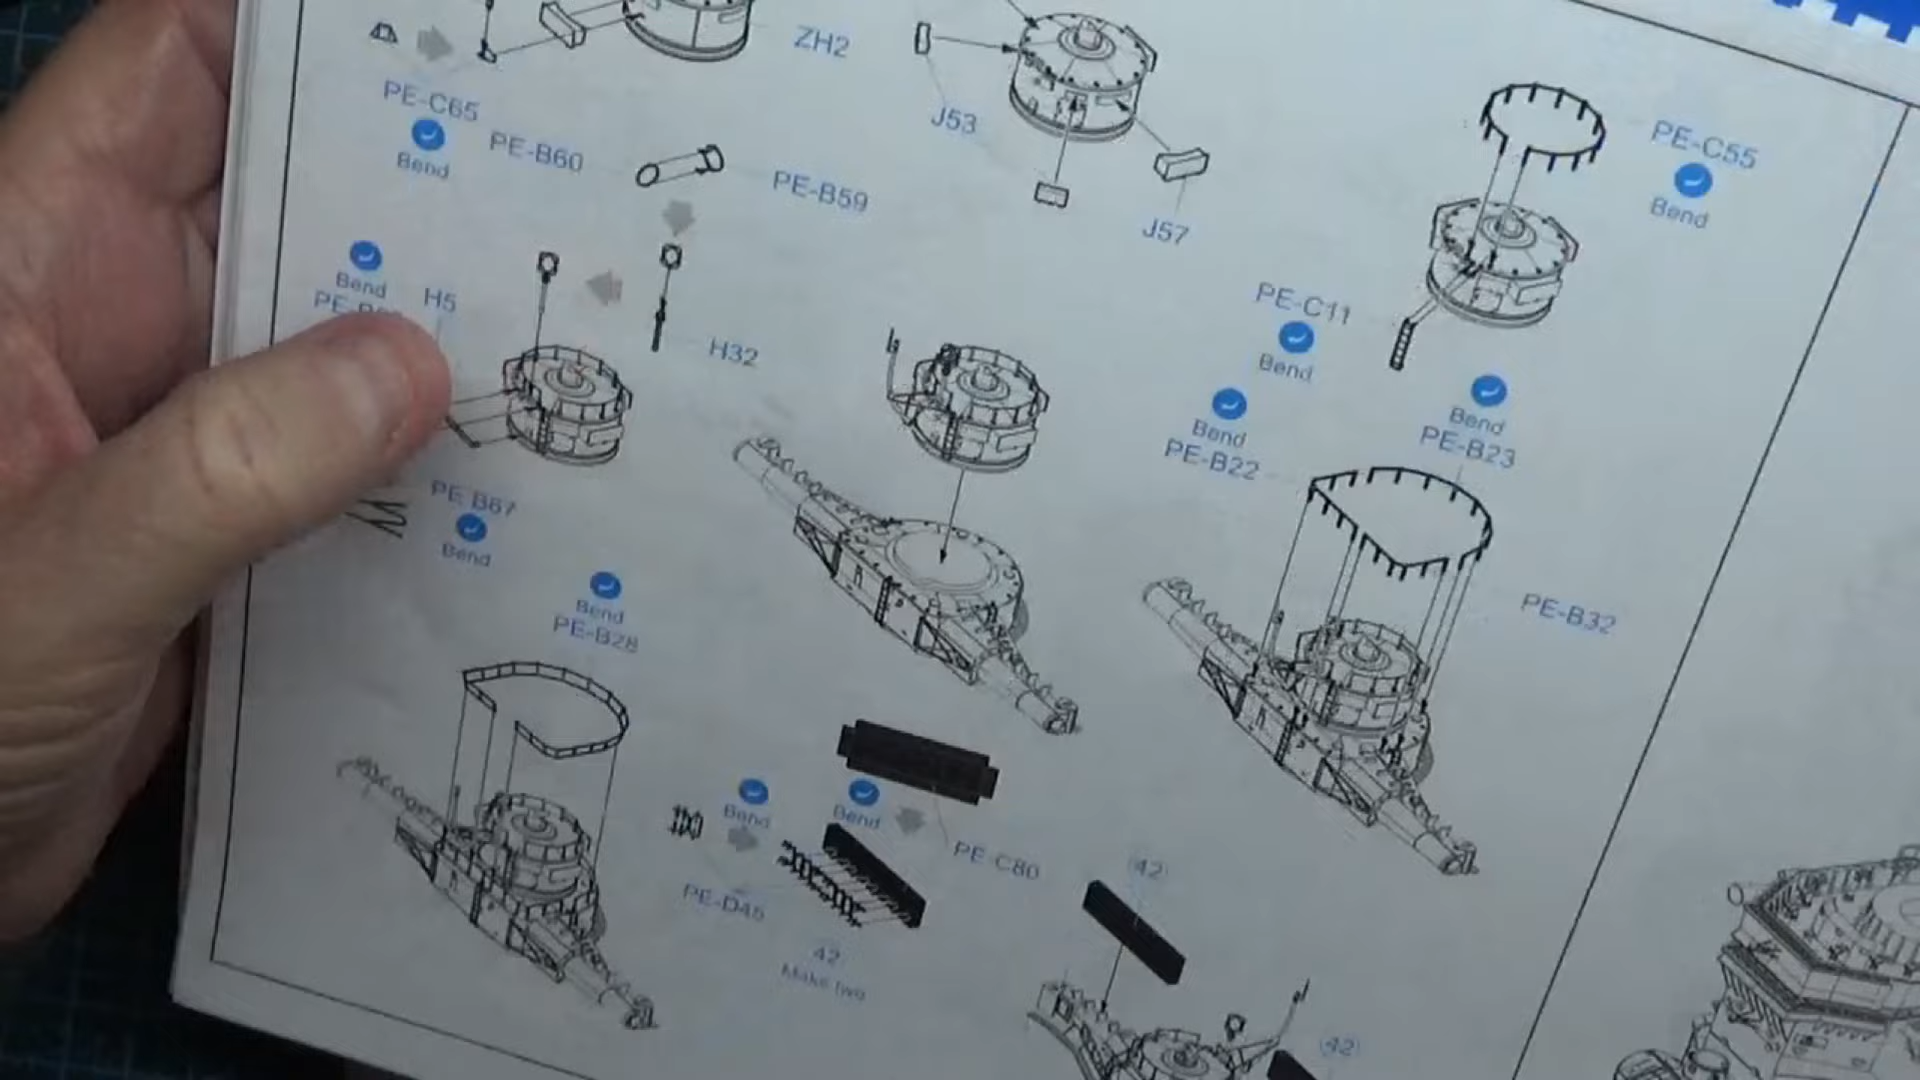 ZH2
PE-C65
Bend
PE-B60
PE-B59
J53
J57
PE-C55
Bend
Bend
H5
H32
PE-C11
Bend
Bend
PE-B22
Bend
PE-B23
PE-B32
PE B67
Bend
Bend
PE-B28
Bend
Bend
PE-C80
PE-D45
42
Make two
(42)
(42)